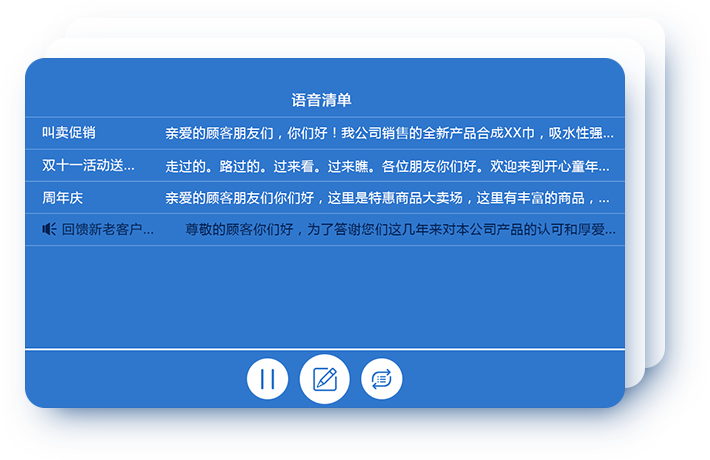 语音清单
叫卖促销 亲爱的顾客朋友们，你们好！我公司销售的全新产品合成XX巾，吸水性强...
双十一活动送... 走过的。路过的。过来看。过来瞧。各位朋友你们好。欢迎来到开心童年...
周年庆 亲爱的顾客朋友们你们好，这里是特惠商品大卖场，这里有丰富的商品，...
回馈新老客户... 尊敬的顾客你们好，为了答谢您们这几年来对本公司产品的认可和厚爱...